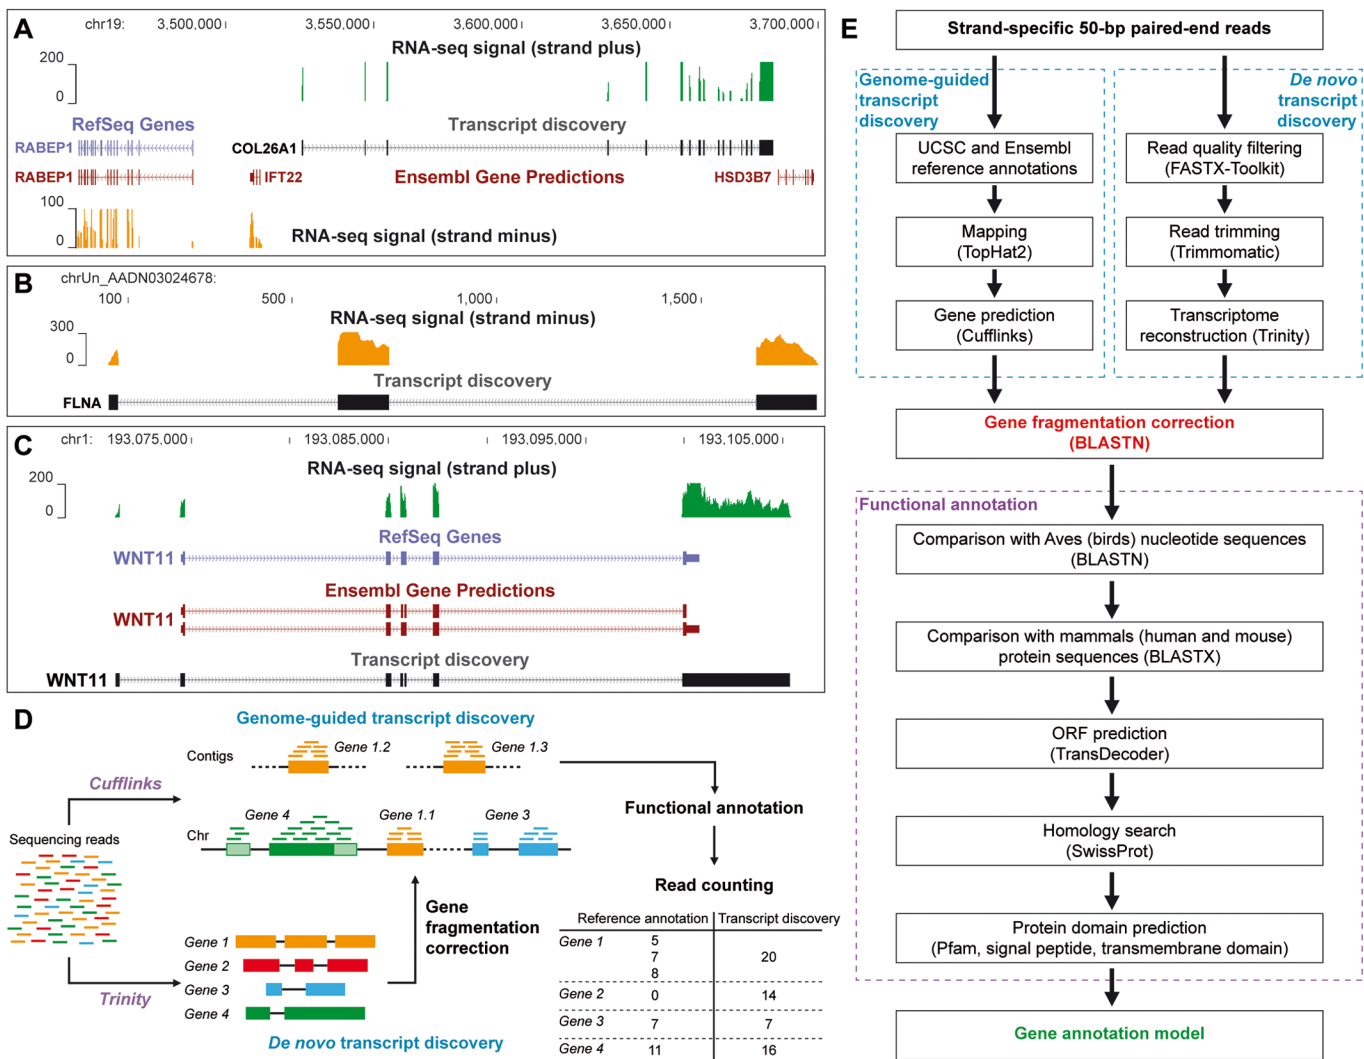 A
chr19: 3,500,000 3,550,000 3,600,000 3,650,000 3,700,000
RNA-seq signal (strand plus)
200
0
RefSeq Genes
Transcript discovery
RABEP1
COL26A1
RABEP1
IFT22
Ensembl Gene Predictions
HSD3B7
100
0
RNA-seq signal (strand minus)
B
chrUn_AADN03024678:
100 500 1,000 1,500
RNA-seq signal (strand minus)
300
0
Transcript discovery
FLNA
C
chr1: 193,075,000 193,085,000 193,095,000 193,105,000
RNA-seq signal (strand plus)
200
0
RefSeq Genes
WNT11
Ensembl Gene Predictions
WNT11
Transcript discovery
WNT11
D
Genome-guided transcript discovery
Contigs
Gene 1.2
Gene 1.3
Cufflinks
Functional annotation
Gene 4
Gene 1.1
Gene 3
Chr
Sequencing reads
Read counting
Gene
fragmentation
correction
Gene 1
Gene 2
Gene 3
Gene 4
Trinity
De novo transcript discovery
Reference annotation Transcript discovery
Gene 1 5
7 20
8
Gene 2 0 14
Gene 3 7 7
Gene 4 11 16
E
Strand-specific 50-bp paired-end reads
Genome-guided
transcript
discovery
De novo
transcript
discovery
UCSC and Ensembl
reference annotations
Read quality filtering
(FASTX-Toolkit)
Mapping
(TopHat2)
Read trimming
(Trimmomatic)
Gene prediction
(Cufflinks)
Transcriptome
reconstruction (Trinity)
Gene fragmentation correction
(BLASTN)
Functional annotation
Comparison with Aves (birds) nucleotide sequences
(BLASTN)
Comparison with mammals (human and mouse)
protein sequences (BLASTX)
ORF prediction
(TransDecoder)
Homology search
(SwissProt)
Protein domain prediction
(Pfam, signal peptide, transmembrane domain)
Gene annotation model